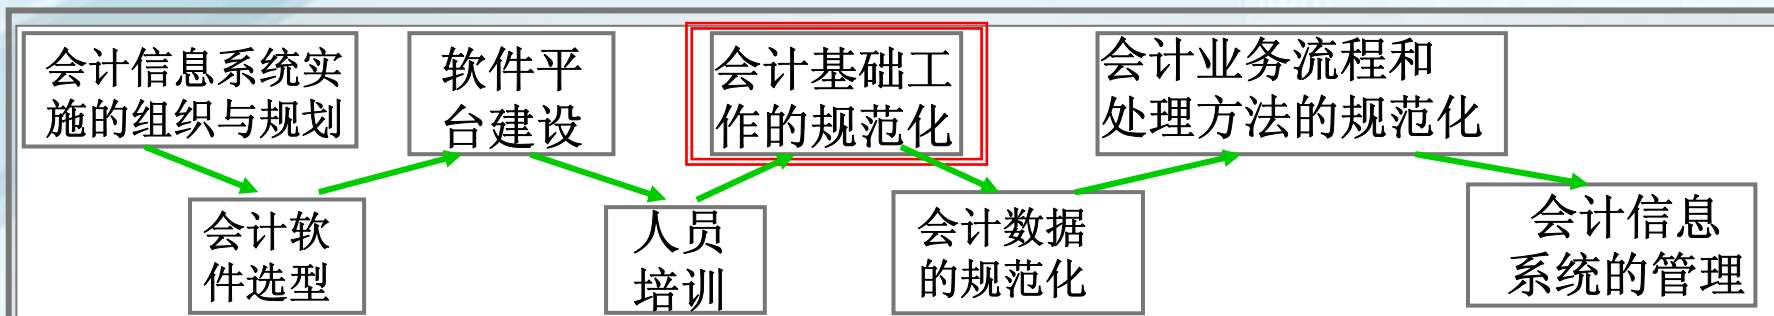 会计信息系统实
施的组织与规划
会计软
件选型
软件平
台建设
人员
培训
会计基础工
作的规范化
会计数据
的规范化
会计业务流程和
处理方法的规范化
会计信息
系统的管理